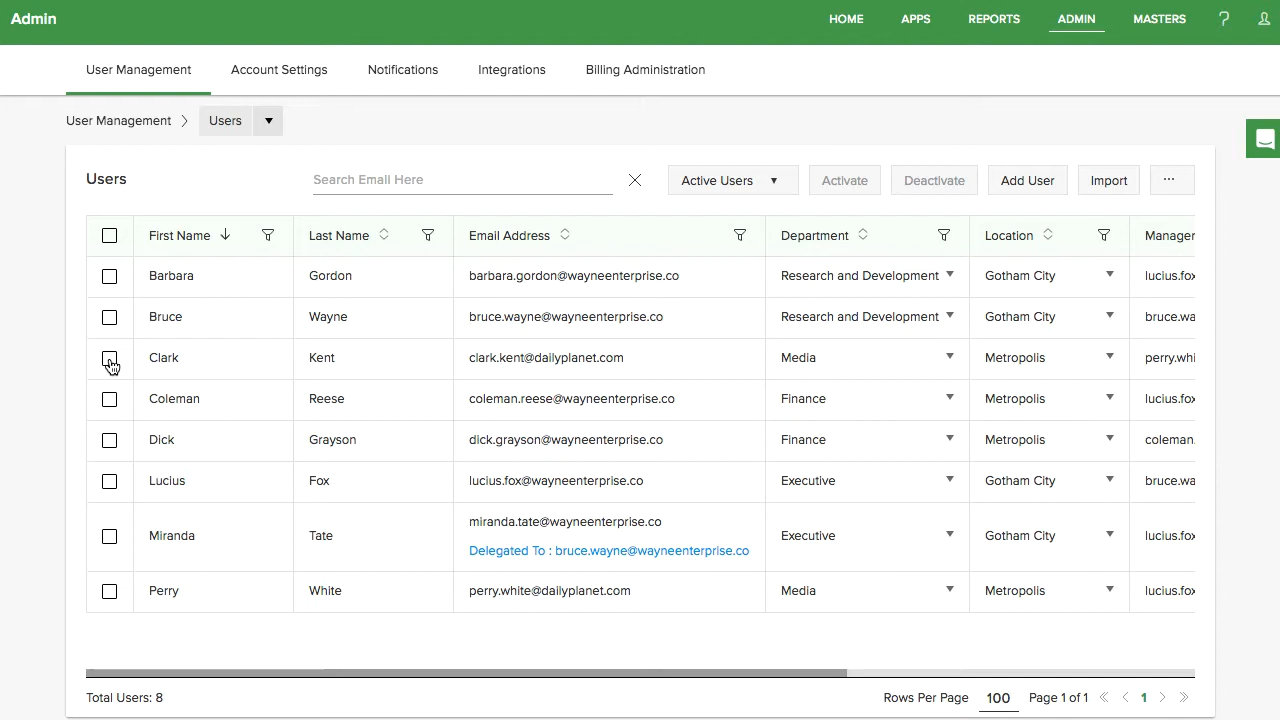 Admin
HOME APPS REPORTS ADMIN MASTERS ?
User Management Account Settings Notifications Integrations Billing Administration
User Management > Users
Users Search Email Here Active Users Activate Deactivate Add User Import ...
First Name Last Name Email Address Department Location Manager
Barbara Gordon barbara.gordon@wayneenterprise.co Research and Development Gotham City lucius.fox
Bruce Wayne bruce.wayne@wayneenterprise.co Research and Development Gotham City bruce.wa
Clark Kent clark.kent@dailyplanet.com Media Metropolis perry.whi
Coleman Reese coleman.reese@wayneenterprise.co Finance Metropolis lucius.fox
Dick Grayson dick.grayson@wayneenterprise.co Finance Metropolis coleman.
Lucius Fox lucius.fox@wayneenterprise.co Executive Gotham City bruce.wa
Miranda Tate miranda.tate@wayneenterprise.co Executive Gotham City lucius.fox
Delegated To : bruce.wayne@wayneenterprise.co
Perry White perry.white@dailyplanet.com Media Metropolis lucius.fox
Total Users: 8 Rows Per Page 100 Page 1 of 1 « < 1 > »